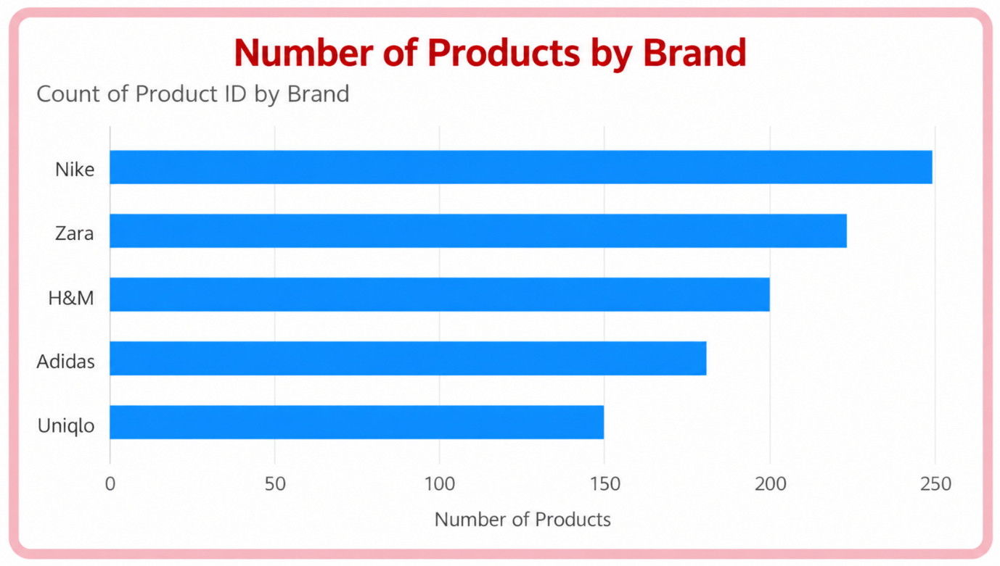 Number of Products by Brand
Count of Product ID by Brand
Nike
Zara
H&M
Adidas
Uniqlo
0 50 100 150 200 250
Number of Products